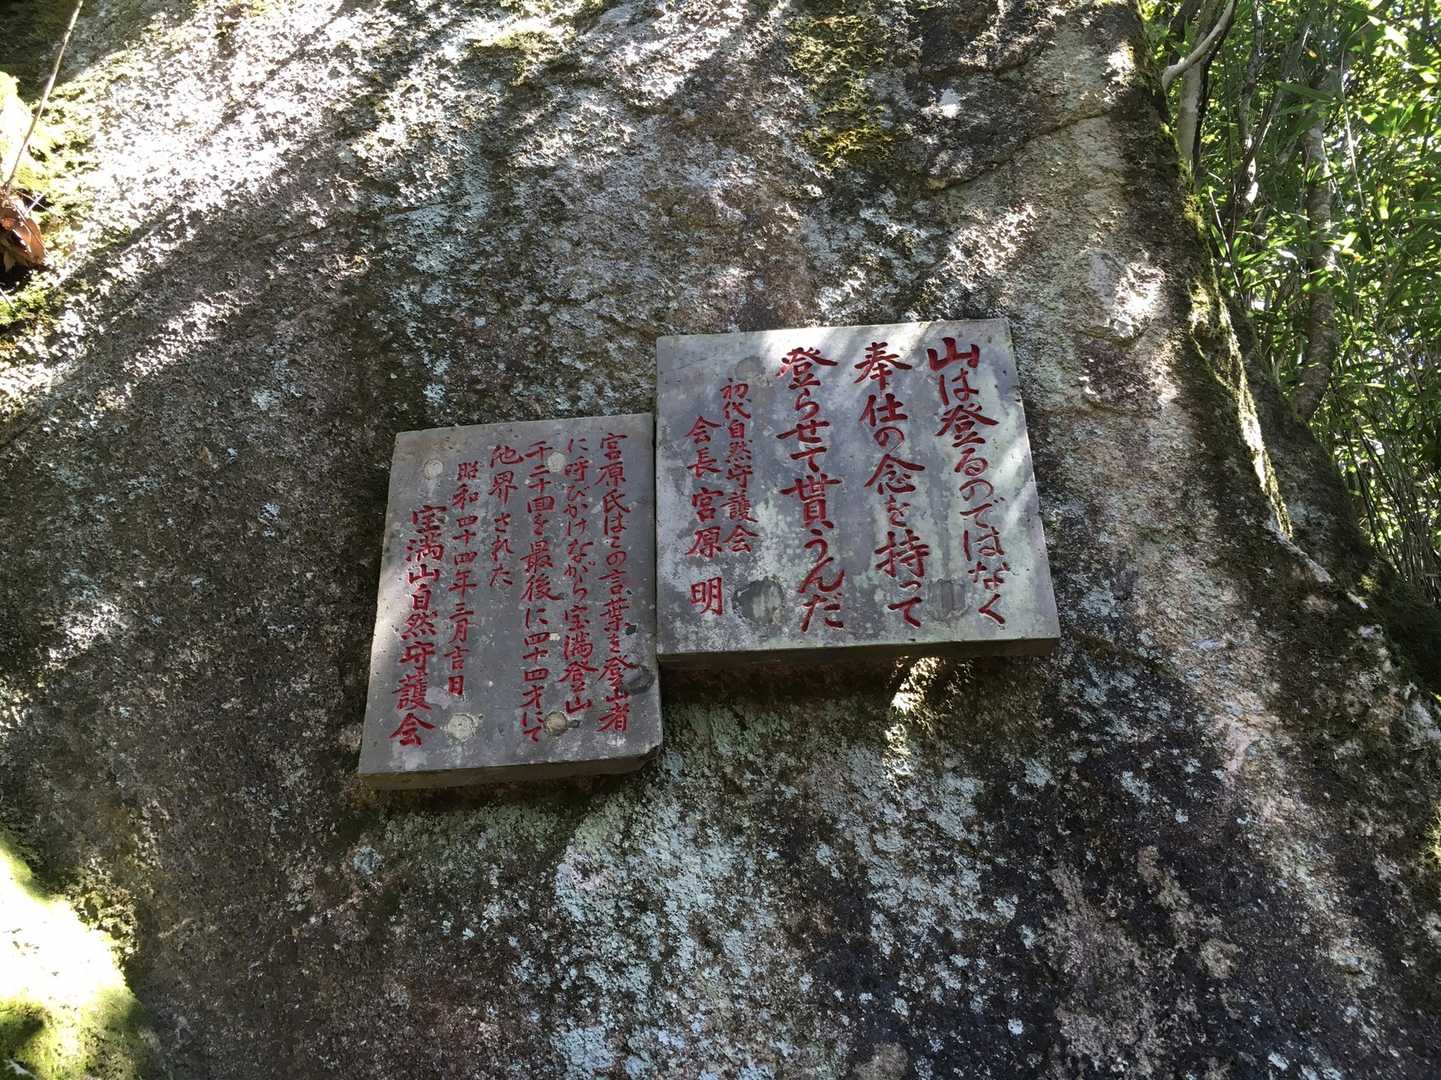 山は登るのではなく
奉仕の念を持って
登らせて貰うんだ
初代自然守護会
会長 宮原 明
宮原氏はこの言葉を登山者
に呼びかけながら宝満登山
千二十回を最後に四十四才にて
他界された
昭和四十四年三月吉日
宝満山自然守護会